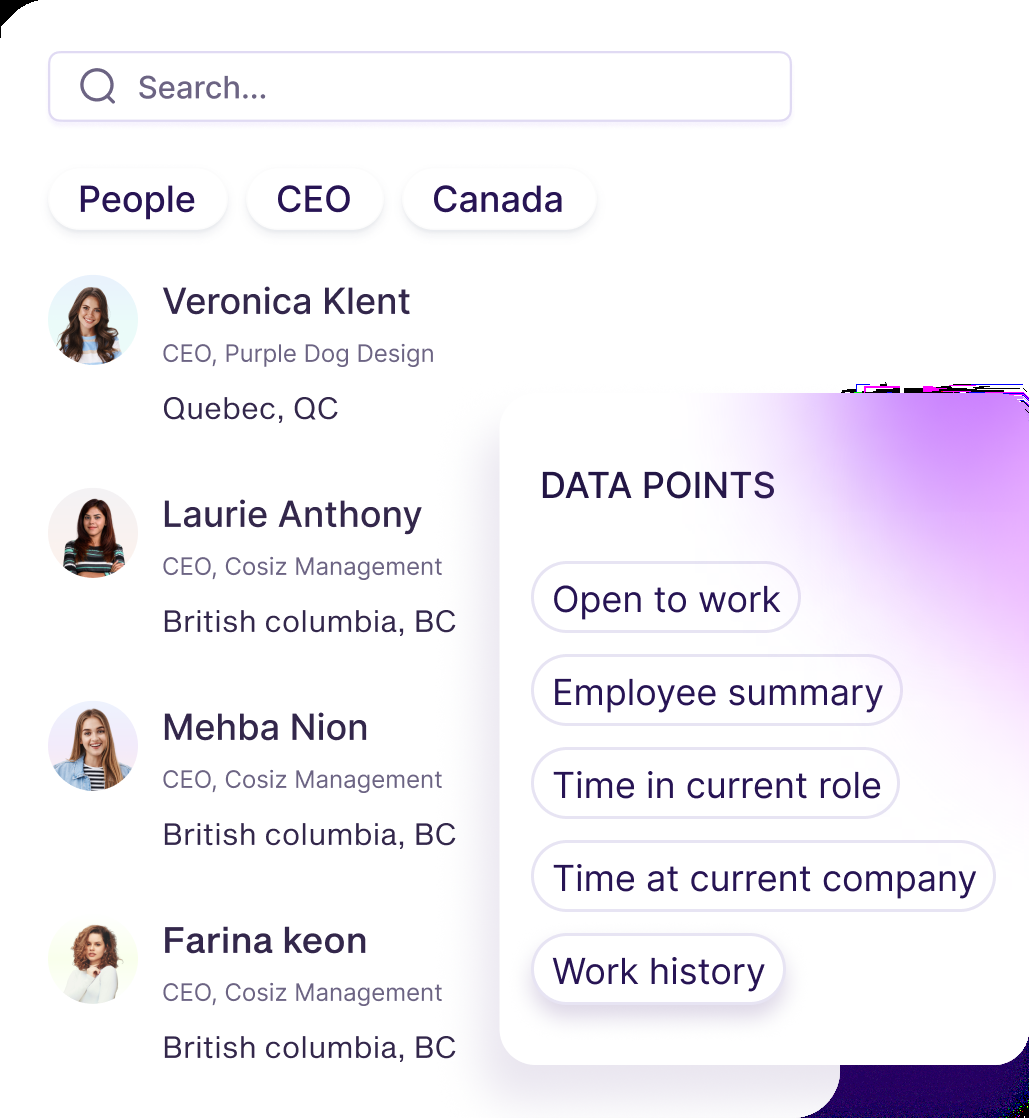 Search...
People
CEO
Canada
Veronica Klent
CEO, Purple Dog Design
Quebec, QC
Laurie Anthony
CEO, Cosiz Management
British columbia, BC
Mehba Nion
CEO, Cosiz Management
British columbia, BC
Farina keon
CEO, Cosiz Management
British columbia, BC
DATA POINTS
Open to work
Employee summary
Time in current role
Time at current company
Work history